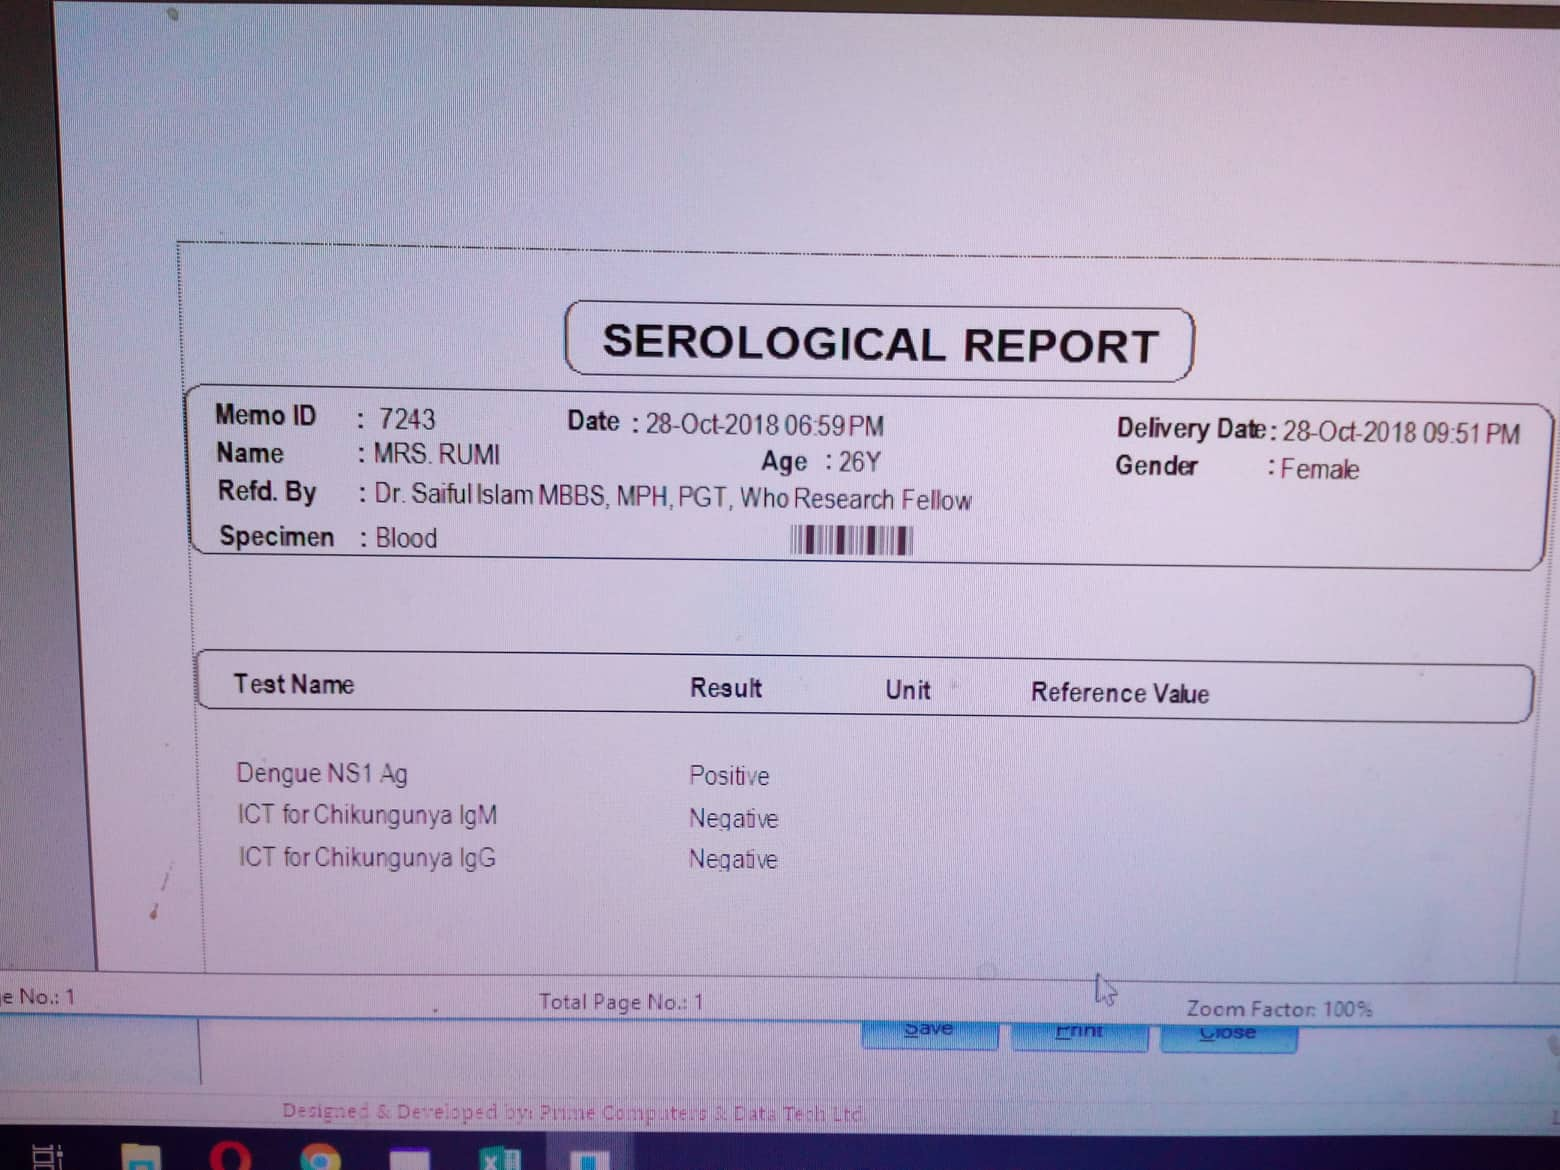 SEROLOGICAL REPORT
Memo ID : 7243 Date : 28-Oct-2018 06:59 PM Delivery Date : 28-Oct-2018 09:51 PM
Name : MRS. RUMI Age : 26Y Gender : Female
Refd. By : Dr. Saiful Islam MBBS, MPH, PGT, Who Research Fellow
Specimen : Blood
Test Name Result Unit Reference Value
Dengue NS1 Ag Positive
ICT for Chikungunya IgM Negative
ICT for Chikungunya IgG Negative
e No.: 1 Total Page No.: 1 Zoom Factor: 100%
Save Print Close
Designed & Developed by: Prime Computers & Data Tech Ltd.